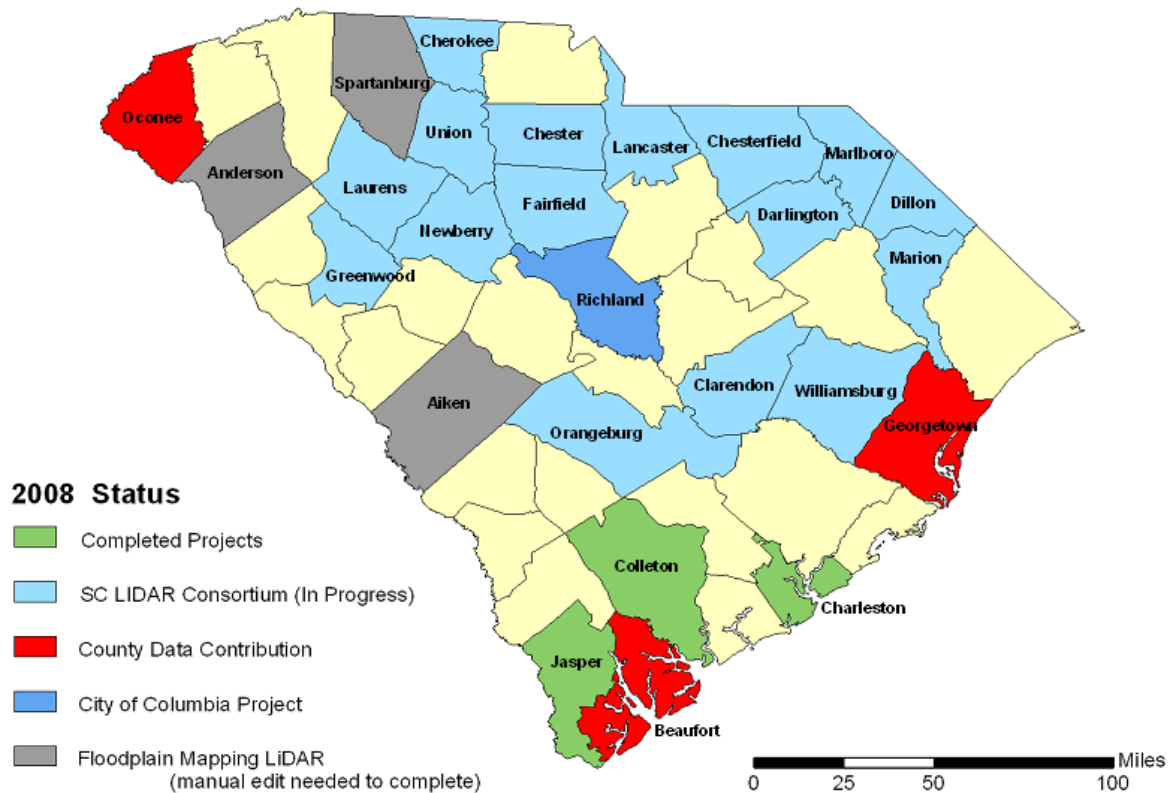 Cherokee
Spartanburg
Oconee
Union
Chester
Lancaster
Chesterfield
Marlboro
Anderson
Laurens
Fairfield
Darlington
Dillon
Newberry
Marion
Greenwood
Richland
Clarendon
Williamsburg
Aiken
Orangeburg
Georgetown
2008 Status
Completed Projects
SC LIDAR Consortium (In Progress)
County Data Contribution
City of Columbia Project
Floodplain Mapping LiDAR
(manual edit needed to complete)
Colleton
Charleston
Jasper
Beaufort
Miles
0 25 50 100